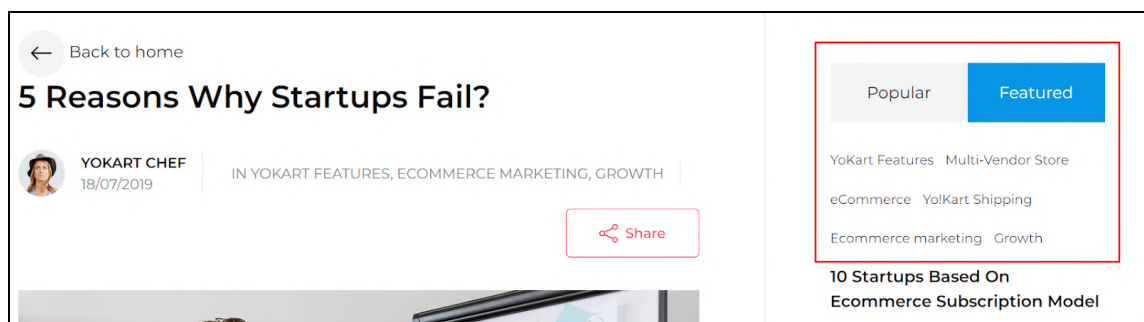 Back to home
5 Reasons Why Startups Fail?
YOKART CHEF
18/07/2019
IN YOKART FEATURES, ECOMMERCE MARKETING, GROWTH
Share
Popular
Featured
YoKart Features Multi-Vendor Store
eCommerce Yo!Kart Shipping
Ecommerce marketing Growth
10 Startups Based On
Ecommerce Subscription Model